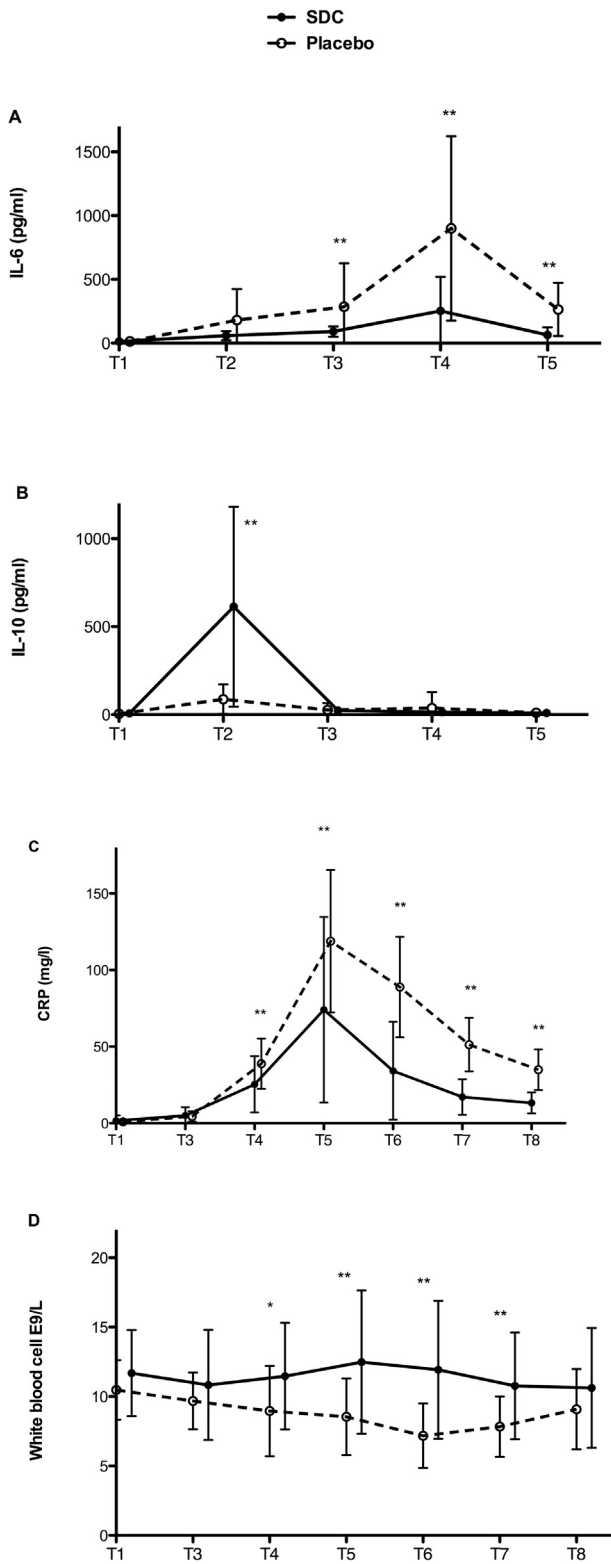 SDC
Placebo
A
**
1500
1000
**
**
500
0
IL-6 (pg/ml)
T1 T2 T3 T4 T5
B
1000
**
500
0
IL-10 (pg/ml)
T1 T2 T3 T4 T5
C
**
150
**
100
**
**
**
50
0
CRP (mg/l)
T1 T3 T4 T5 T6 T7 T8
D
20
**
**
*
**
15
10
5
0
White blood cell E9/L
T1 T3 T4 T5 T6 T7 T8